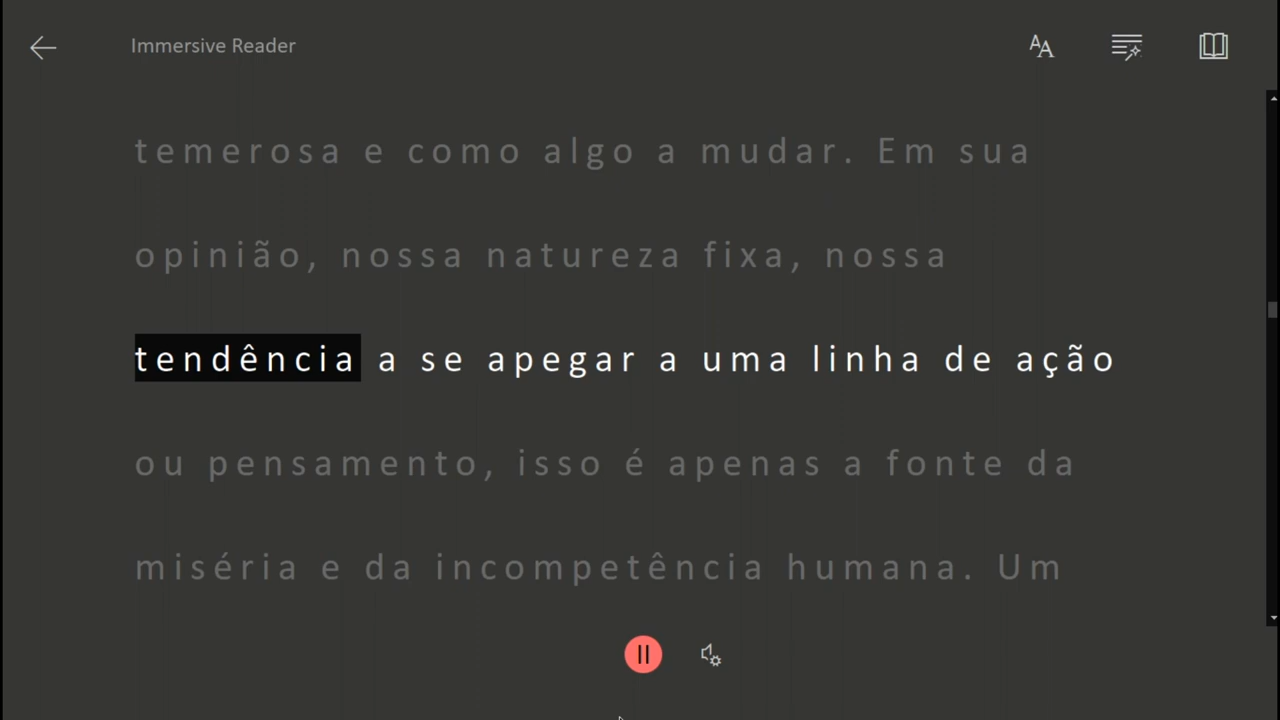 Immersive Reader
temerosa e como algo a mudar. Em sua
opinião, nossa natureza fixa, nossa
tendência a se apegar a uma linha de ação
ou pensamento, isso é apenas a fonte da
miséria e da incompetência humana. Um